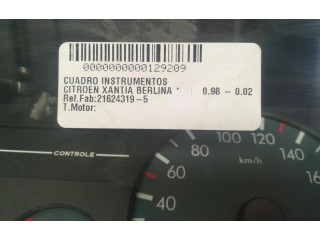 0000000000129209
CUADRO INSTRUMENTOS
CITROEN XANTIA BERLINA * 0.98 - 0.02
Ref.Fab:21624319-5
T.Motor:
CONTROLE
40
60
80
100
120
140
16
km/h